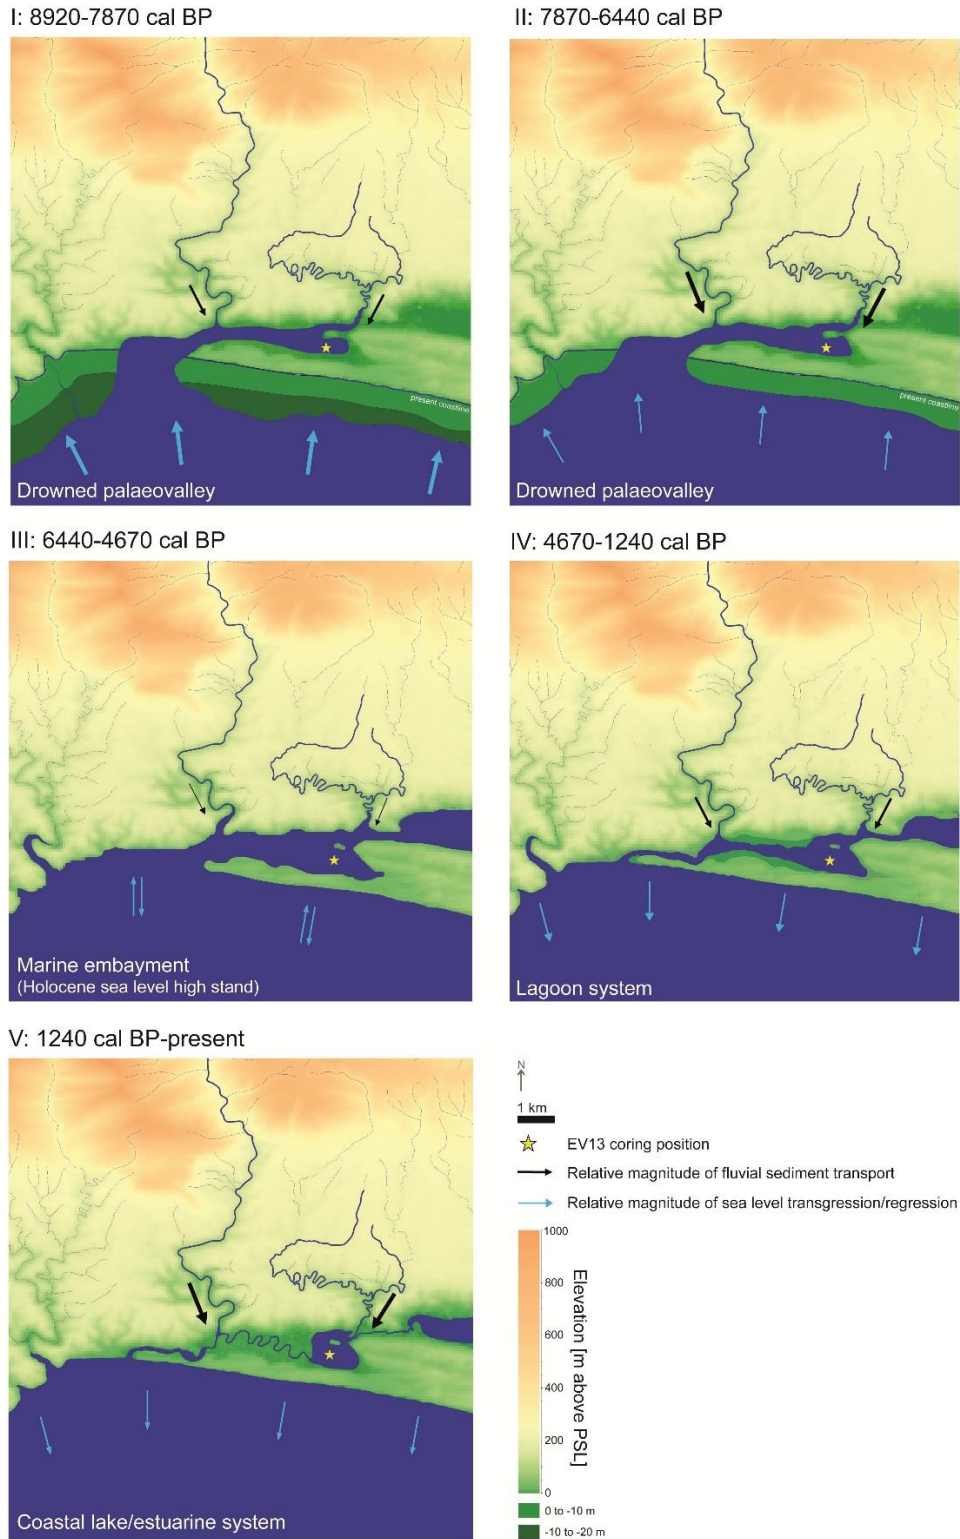 I: 8920-7870 cal BP
present coastline
Drowned palaeovalley
II: 7870-6440 cal BP
present coastline
Drowned palaeovalley
III: 6440-4670 cal BP
Marine embayment
(Holocene sea level high stand)
IV: 4670-1240 cal BP
Lagoon system
V: 1240 cal BP-present
Coastal lake/estuarine system
N
1 km
EV13 coring position
Relative magnitude of fluvial sediment transport
Relative magnitude of sea level transgression/regression
1000
800
600
400
200
0
Elevation [m above PSL]
0 to -10 m
-10 to -20 m